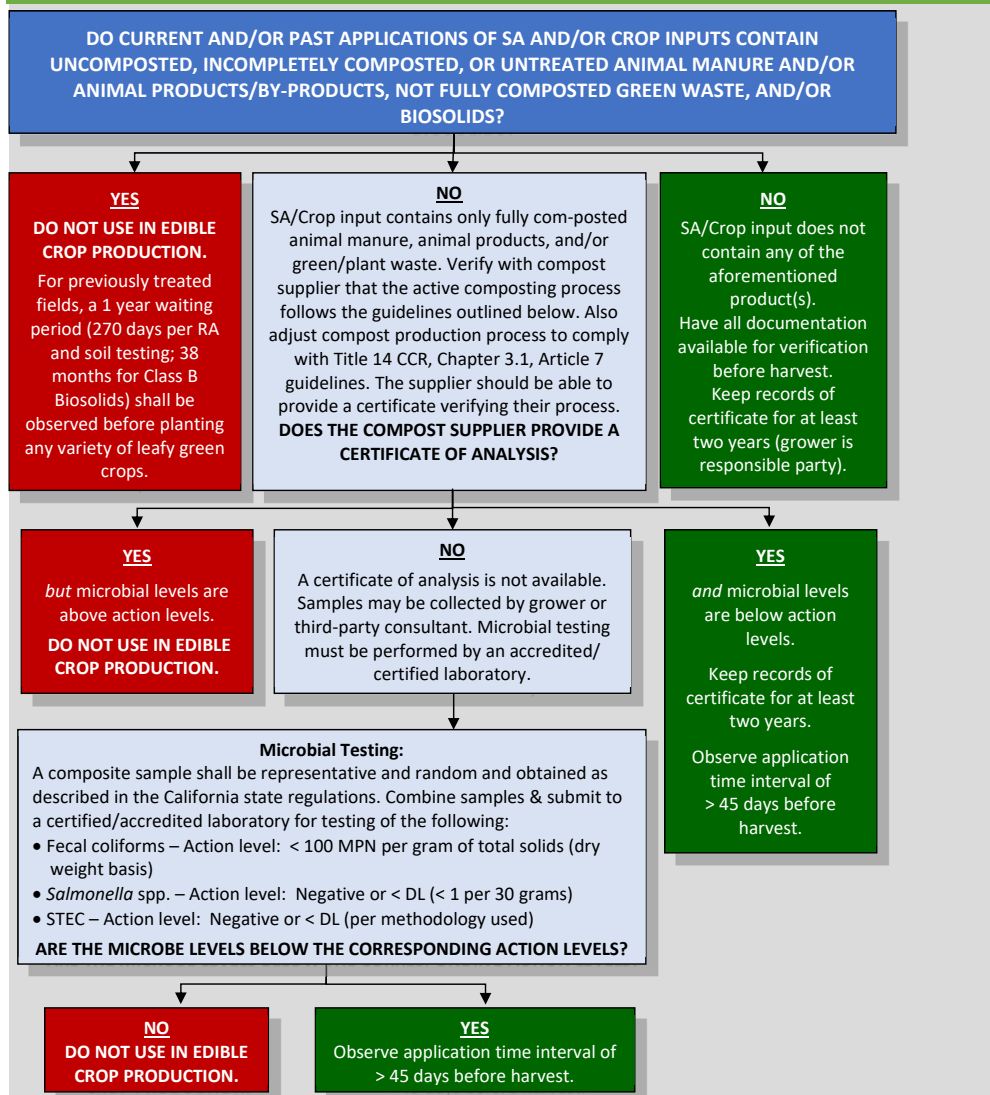 DO CURRENT AND/OR PAST APPLICATIONS OF SA AND/OR CROP INPUTS CONTAIN
UNCOMPOSTED, INCOMPLETELY COMPOSTED, OR UNTREATED ANIMAL MANURE AND/OR
ANIMAL PRODUCTS/BY-PRODUCTS, NOT FULLY COMPOSTED GREEN WASTE, AND/OR
BIOSOLIDS?
YES
DO NOT USE IN EDIBLE
CROP PRODUCTION.
For previously treated
fields, a 1 year waiting
period (270 days per RA
and soil testing; 38
months for Class B
Biosolids) shall be
observed before planting
any variety of leafy green
crops.
NO
SA/Crop input contains only fully com-posted
animal manure, animal products, and/or
green/plant waste. Verify with compost
supplier that the active composting process
follows the guidelines outlined below. Also
adjust compost production process to comply
with Title 14 CCR, Chapter 3.1, Article 7
guidelines. The supplier should be able to
provide a certificate verifying their process.
DOES THE COMPOST SUPPLIER PROVIDE A
CERTIFICATE OF ANALYSIS?
NO
SA/Crop input does not
contain any of the
aforementioned
product(s).
Have all documentation
available for verification
before harvest.
Keep records of
certificate for at least
two years (grower is
responsible party).
YES
but microbial levels are
above action levels.
DO NOT USE IN EDIBLE
CROP PRODUCTION.
NO
A certificate of analysis is not available.
Samples may be collected by grower or
third-party consultant. Microbial testing
must be performed by an accredited/
certified laboratory.
YES
and microbial levels
are below action
levels.
Keep records of
certificate for at least
two years.
Observe application
time interval of
> 45 days before
harvest.
Microbial Testing:
A composite sample shall be representative and random and obtained as
described in the California state regulations. Combine samples & submit to
a certified/accredited laboratory for testing of the following:
• Fecal coliforms – Action level: < 100 MPN per gram of total solids (dry
weight basis)
• Salmonella spp. – Action level: Negative or < DL (< 1 per 30 grams)
• STEC – Action level: Negative or < DL (per methodology used)
ARE THE MICROBE LEVELS BELOW THE CORRESPONDING ACTION LEVELS?
NO
DO NOT USE IN EDIBLE
CROP PRODUCTION.
YES
Observe application time interval of
> 45 days before harvest.